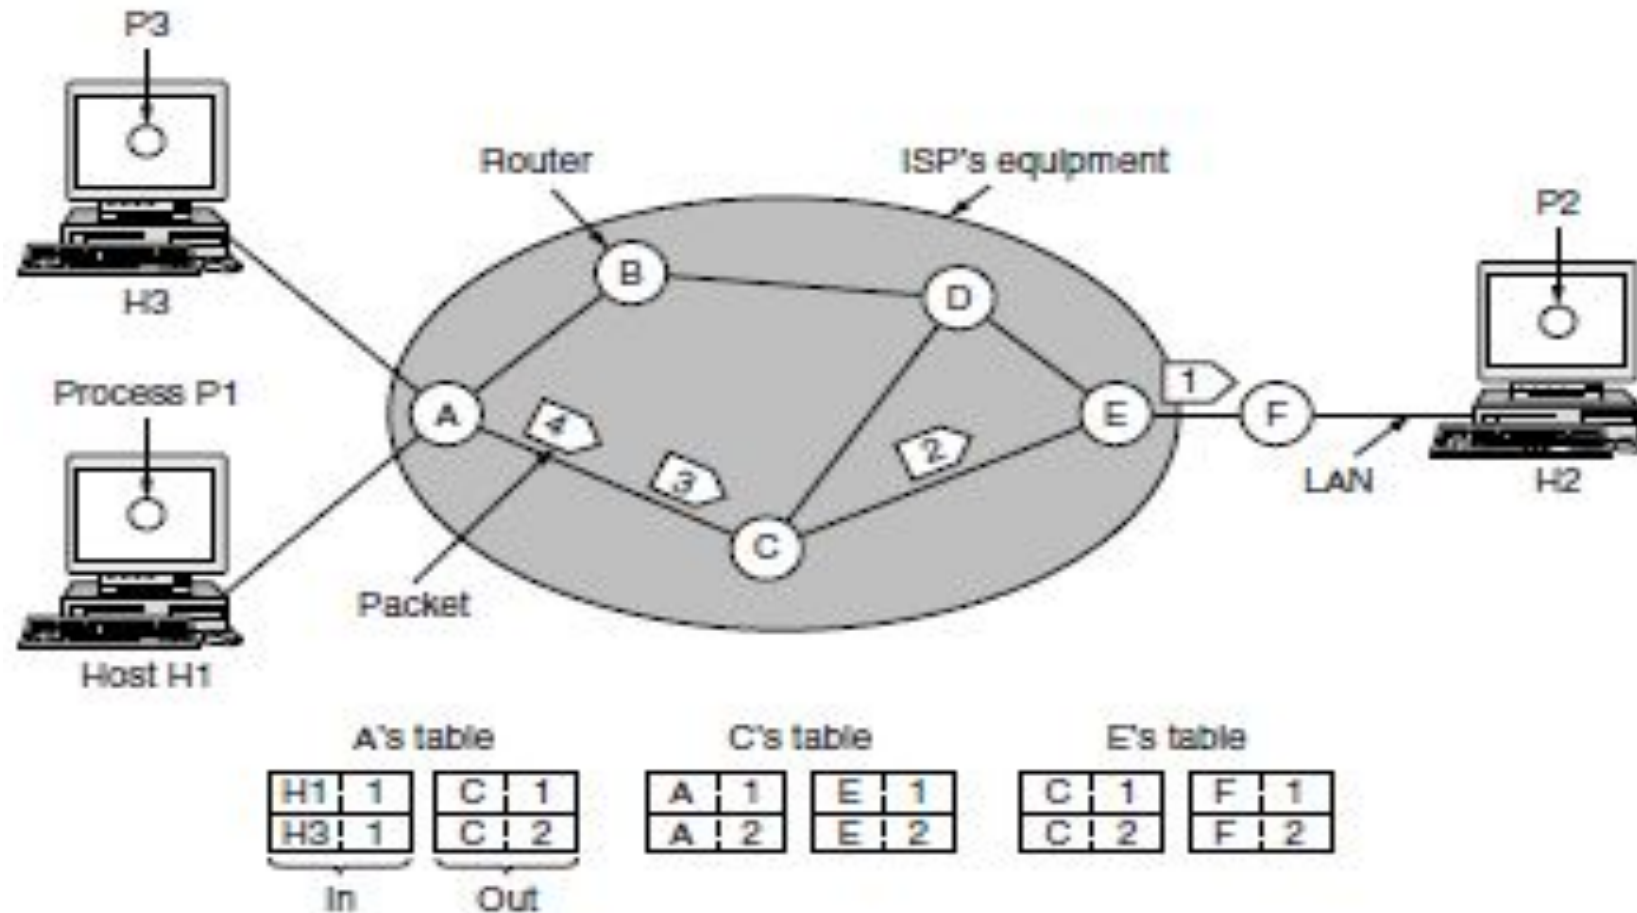 P3
Router
ISP's equipment
P2
B
D
H3
Process P1
A
4
1
E
F
3
2
LAN
H2
C
Packet
Host H1
A's table
C's table
E's table
H1 1 C 1 A 1 E 1 C 1 F 1
H3 1 C 2 A 2 E 2 C 2 F 2
In Out